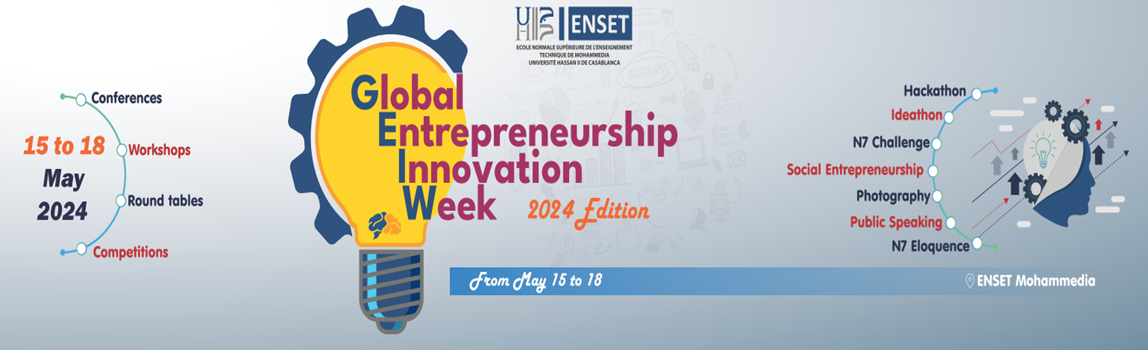 UH
ENSET
ECOLE NORMALE SUPÉRIEURE DE L'ENSEIGNEMENT
TECHNIQUE DE MOHAMMEDIA
UNIVERSITÉ HASSAN II DE CASABLANCA
Conferences
15 to 18
May
2024
Workshops
Round tables
Competitions
Global
Entrepreneurship
Innovation
Week
2024 Edition
From May 15 to 18
Hackathon
Ideathon
N7 Challenge
Social Entrepreneurship
Photography
Public Speaking
N7 Eloquence
ENSET Mohammedia
BUSINESS